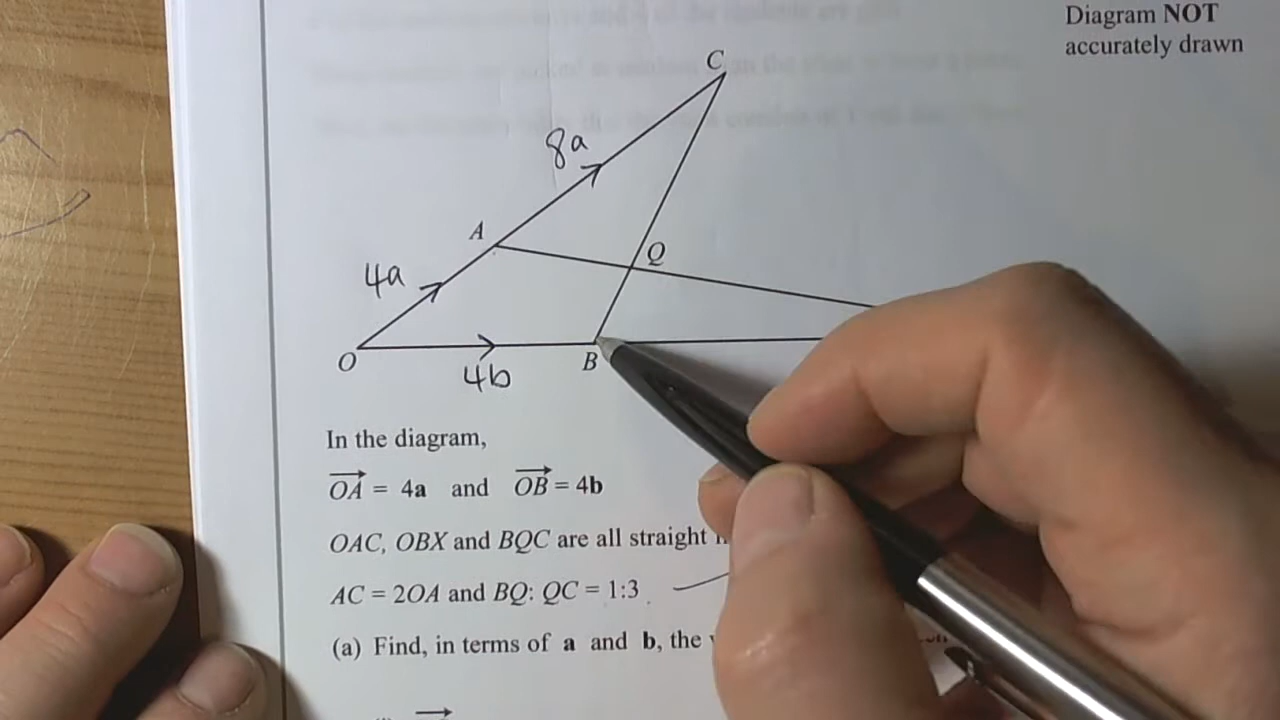 Diagram NOT
accurately drawn
C
8a
A
Q
4a
O
4b
B
In the diagram,
OA = 4a and OB = 4b
OAC, OBX and BQC are all straight
AC = 2OA and BQ: QC = 1:3
(a) Find, in terms of a and b, the